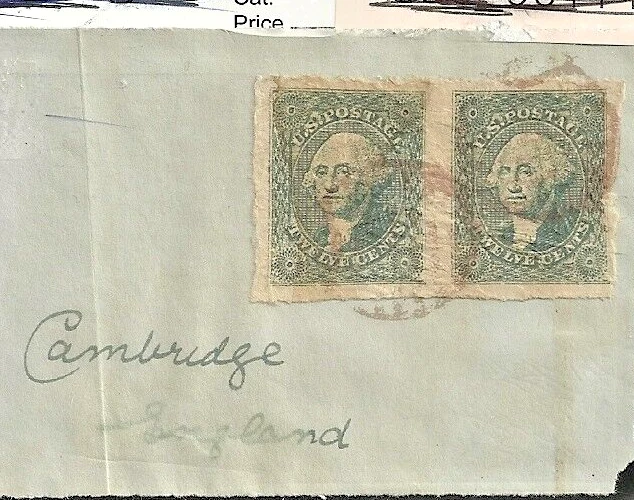 Cat.
Price
U.S. POSTAGE
TWELVE CENTS
U.S. POSTAGE
TWELVE CENTS
Cambridge
England